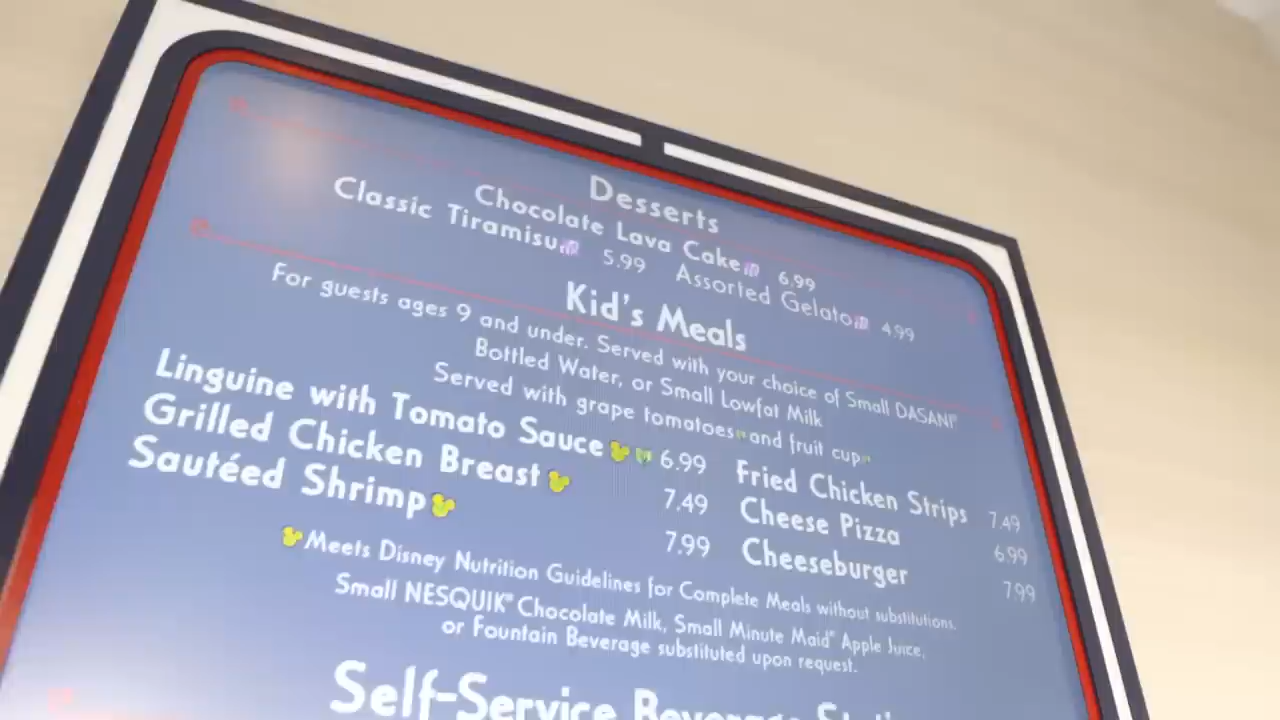 Desserts
Chocolate Lava Cake 6.99
Classic Tiramisu 5.99 Assorted Gelato 4.99
Kid's Meals
For guests ages 9 and under. Served with your choice of Small DASANI®
Bottled Water, or Small Lowfat Milk
Served with grape tomatoes and fruit cup
Linguine with Tomato Sauce 6.99 Fried Chicken Strips 7.49
Grilled Chicken Breast 7.49 Cheese Pizza 6.99
Sautéed Shrimp 7.99 Cheeseburger 7.99
Meets Disney Nutrition Guidelines for Complete Meals without substitutions.
Small NESQUIK® Chocolate Milk, Small Minute Maid® Apple Juice,
or Fountain Beverage substituted upon request.
Self-Service Beverage